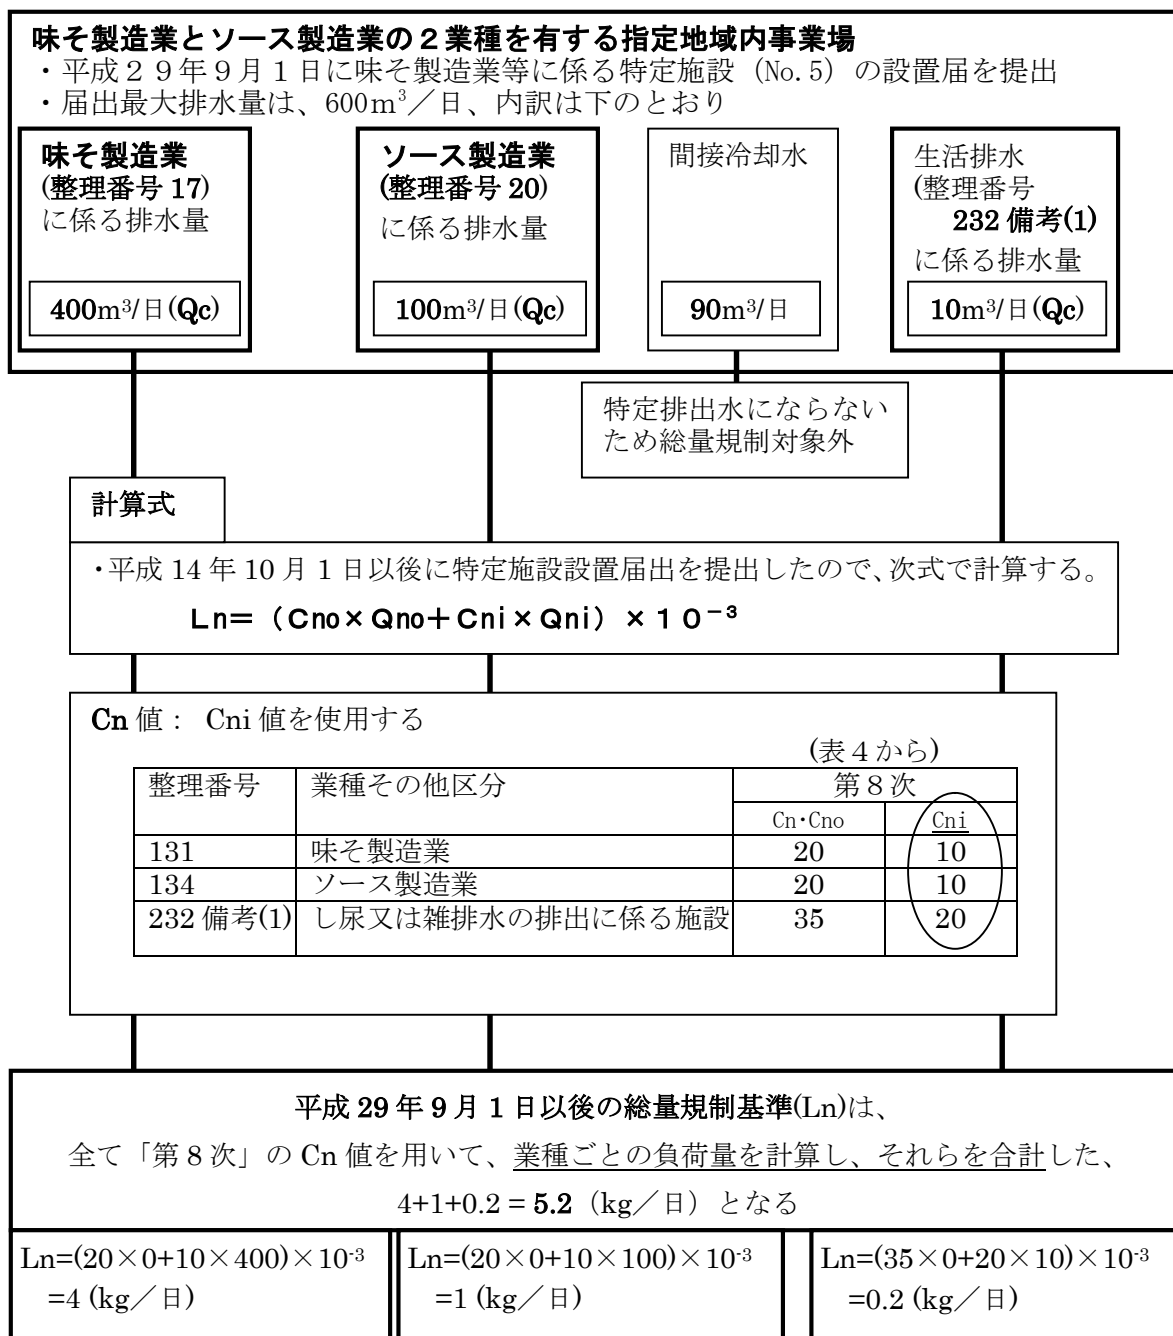 味そ製造業とソース製造業の２業種を有する指定地域内事業場
・平成２９年９月１日に味そ製造業等に係る特定施設（No.5）の設置届を提出
・届出最大排水量は、600m³／日、内訳は下のとおり
味そ製造業
(整理番号 17)
に係る排水量
400m³/日(Qc)
ソース製造業
(整理番号 20)
に係る排水量
100m³/日(Qc)
間接冷却水
90m³/日
生活排水
(整理番号
232 備考(1)
に係る排水量
10m³/日(Qc)
特定排出水にならない
ため総量規制対象外
計算式
・平成 14 年 10 月 1 日以後に特定施設設置届出を提出したので、次式で計算する。
Ｌn＝（Cno×Qno＋Cni×Qni）×１０⁻³
Cn 値： Cni 値を使用する
(表４から)
整理番号 業種その他区分 第８次
Cn・Cno Cni
131 味そ製造業 20 10
134 ソース製造業 20 10
232 備考(1) し尿又は雑排水の排出に係る施設 35 20
平成 29 年 9 月 1 日以後の総量規制基準(Ln)は、
全て「第８次」の Cn 値を用いて、業種ごとの負荷量を計算し、それらを合計した、
4+1+0.2 = 5.2（kg／日）となる
Ln=(20×0+10×400)×10⁻³
=4 (kg／日)
Ln=(20×0+10×100)×10⁻³
=1 (kg／日)
Ln=(35×0+20×10)×10⁻³
=0.2 (kg／日)